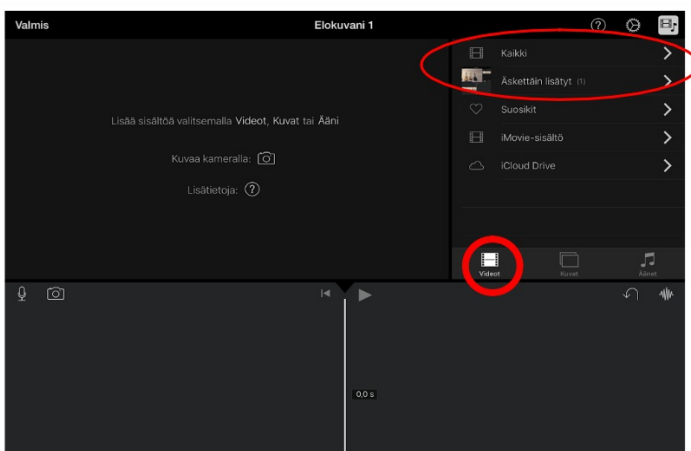 Valmis
Elokuvani 1
Kaikki
Äskettäin lisätyt (1)
Suosikit
iMovie-sisältö
iCloud Drive
Lisää sisältöä valitsemalla Videot, Kuvat tai Ääni
Kuvaa kameralla:
Lisätietoja: ?
Videot
Kuvat
Äänet
0,0 s